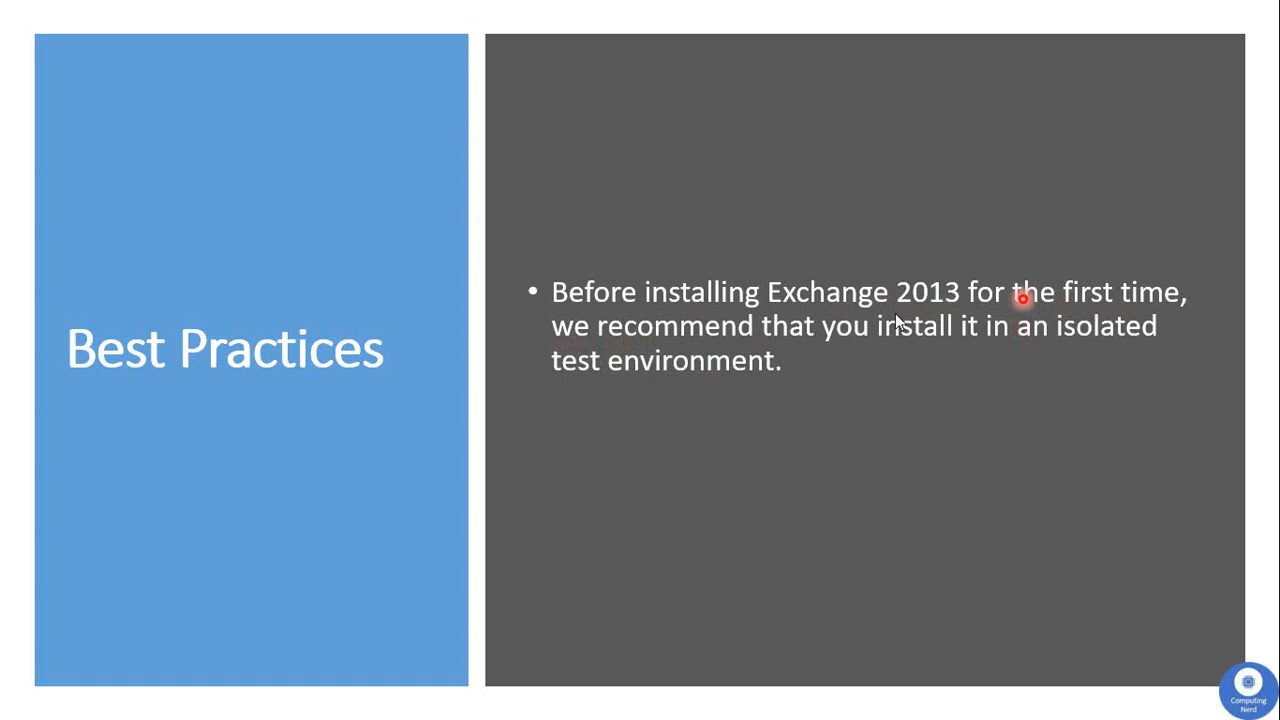 Best Practices
• Before installing Exchange 2013 for the first time,
we recommend that you install it in an isolated
test environment.
Computing
Nerd